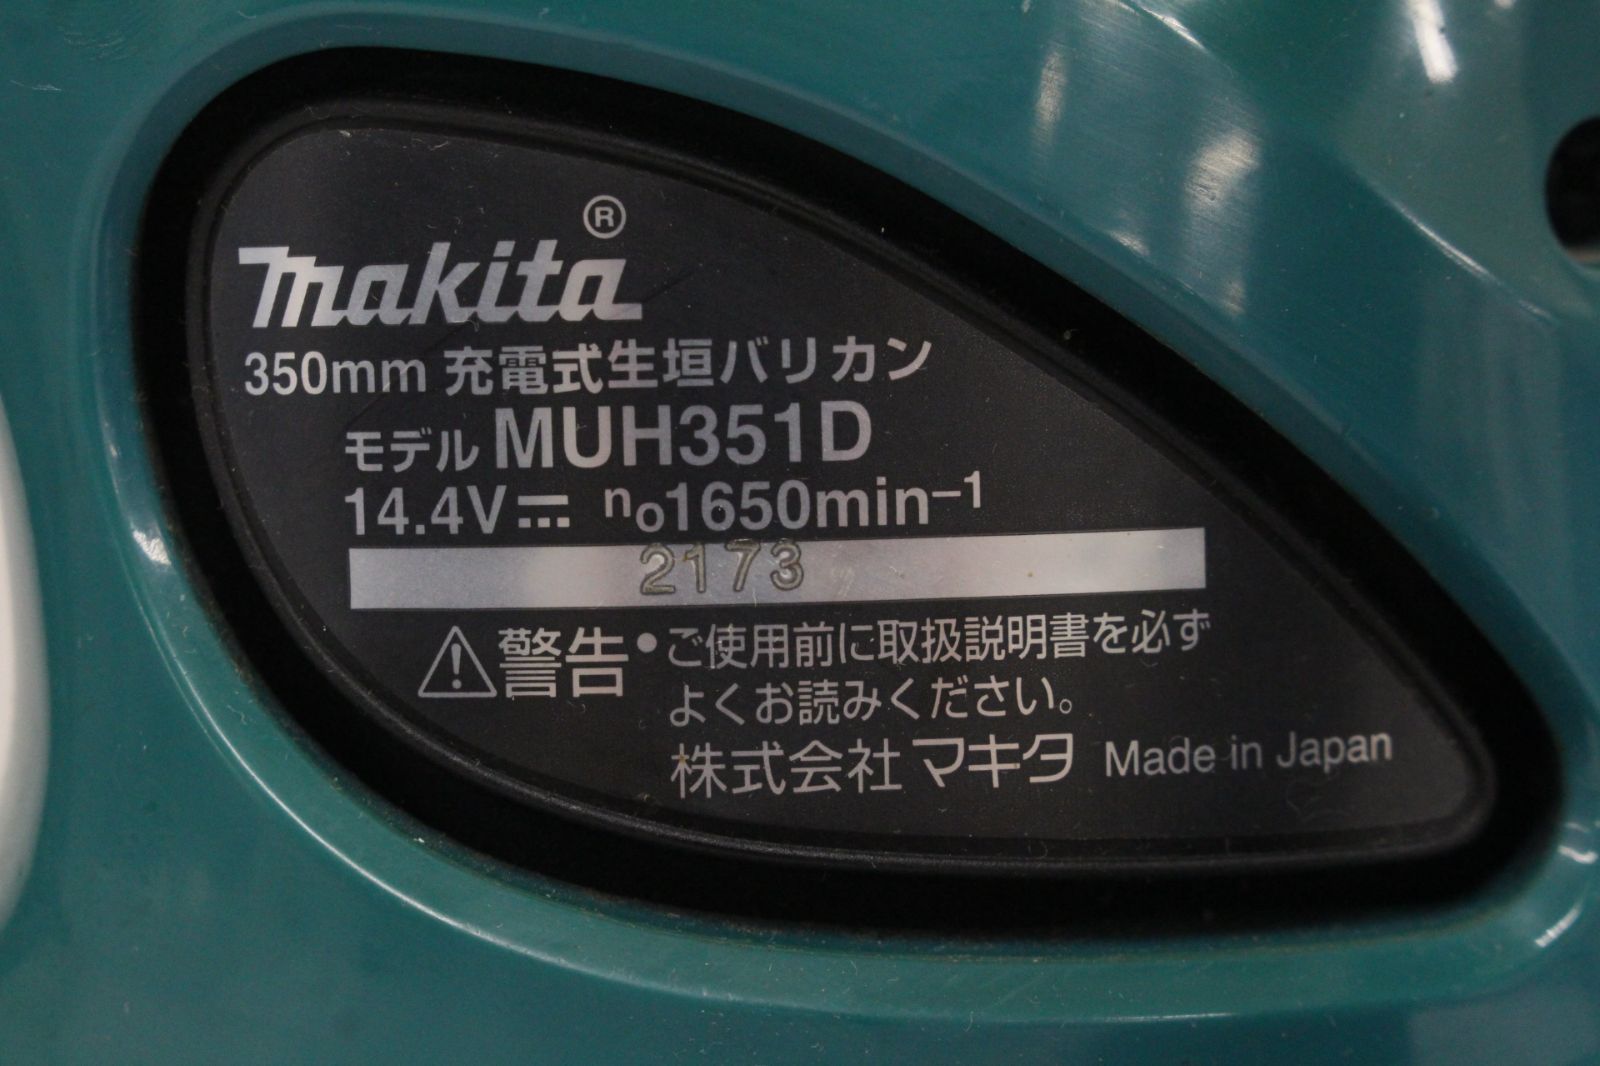 makita®
350mm 充電式生垣バリカン
モデル MUH351D
14.4V⎓ no1650min-1
2173
⚠警告・ご使用前に取扱説明書を必ず
よくお読みください。
株式会社マキタ Made in Japan